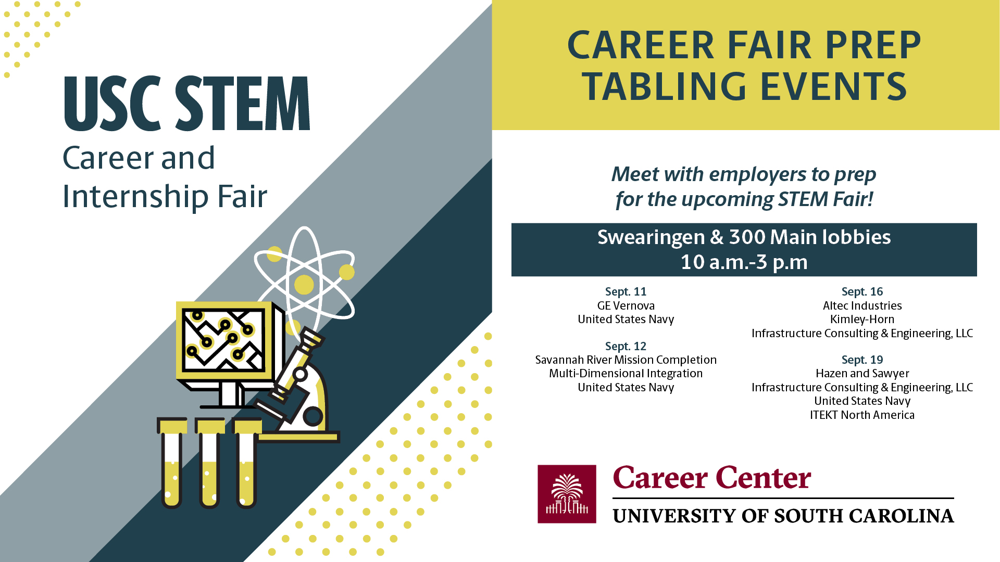 USC STEM
Career and
Internship Fair
CAREER FAIR PREP
TABLING EVENTS
Meet with employers to prep
for the upcoming STEM Fair!
Swearingen & 300 Main lobbies
10 a.m.-3 p.m
Sept. 11
GE Vernova
United States Navy
Sept. 12
Savannah River Mission Completion
Multi-Dimensional Integration
United States Navy
Sept. 16
Altec Industries
Kimley-Horn
Infrastructure Consulting & Engineering, LLC
Sept. 19
Hazen and Sawyer
Infrastructure Consulting & Engineering, LLC
United States Navy
ITEKT North America
Career Center
UNIVERSITY OF SOUTH CAROLINA